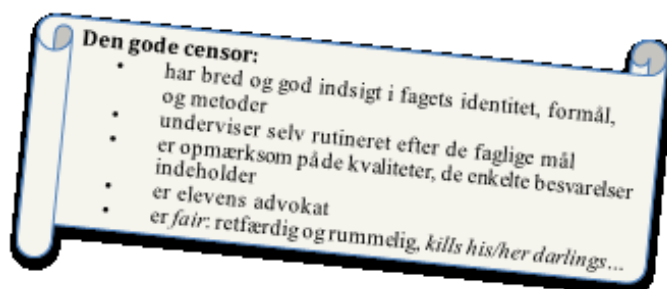 Den gode censor:
• har bred og god indsigt i fagets identitet, formål,
og metoder
• underviser selv rutineret efter de faglige mål
• er opmærksom på de kvaliteter, de enkelte besvarelser
indeholder
• er elevens advokat
• er fair: retfærdig og rummelig, kills his/her darlings…